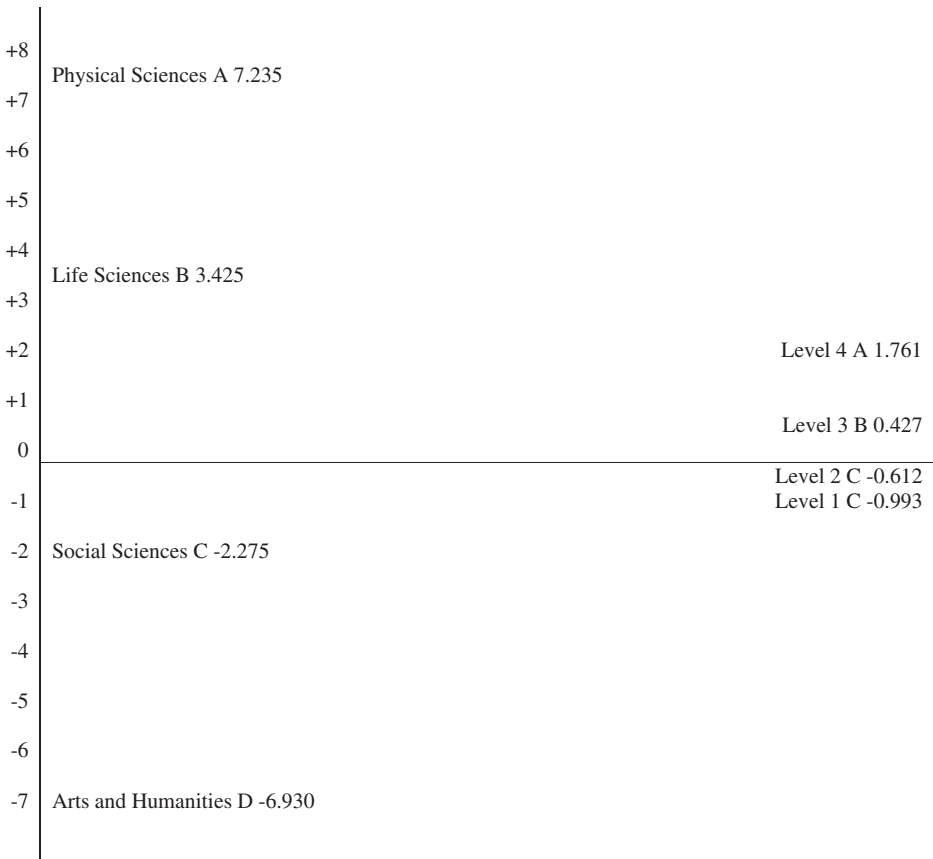 +8
Physical Sciences A 7.235
+7
+6
+5
+4
Life Sciences B 3.425
+3
+2 Level 4 A 1.761
+1
Level 3 B 0.427
0
Level 2 C -0.612
-1 Level 1 C -0.993
-2 Social Sciences C -2.275
-3
-4
-5
-6
-7 Arts and Humanities D -6.930